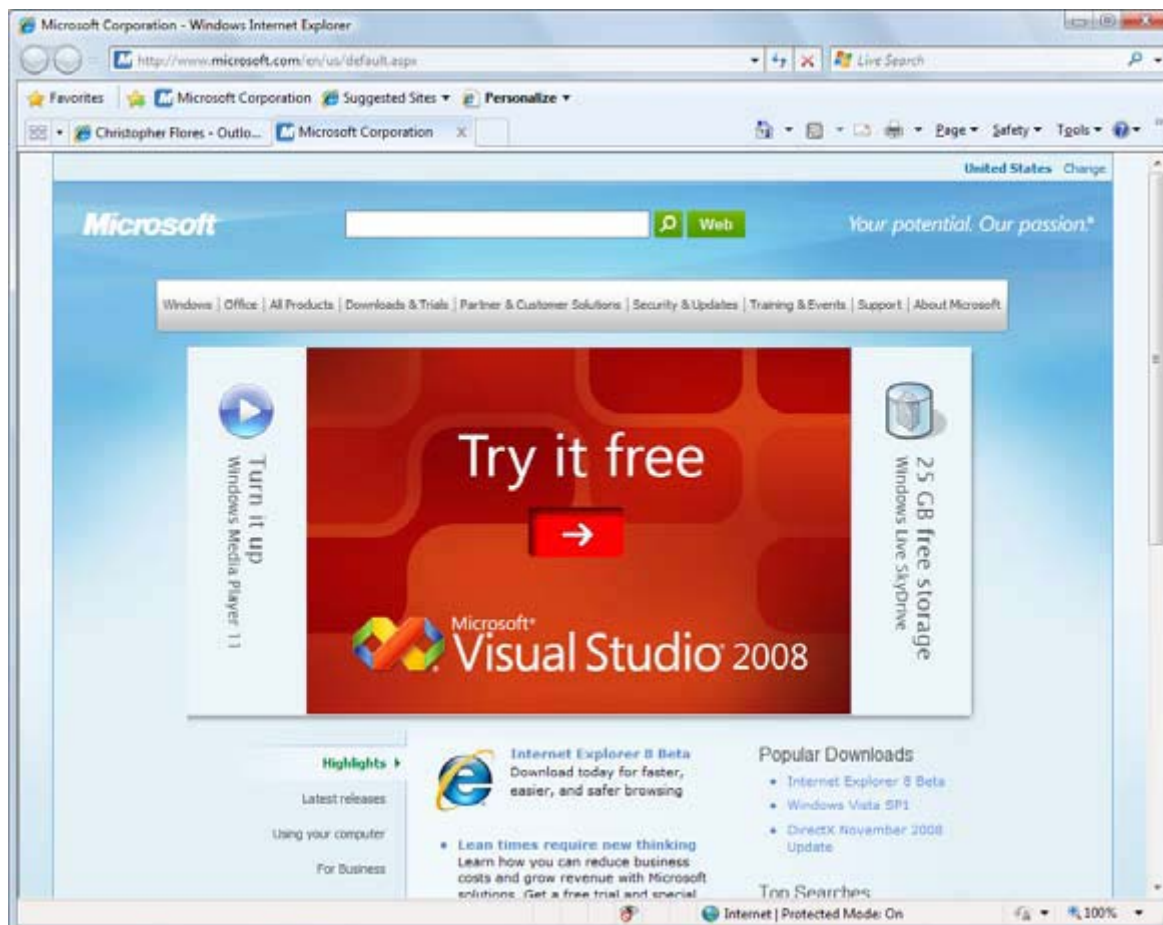 Microsoft Corporation - Windows Internet Explorer
http://www.microsoft.com/en/us/default.aspx
Live Search
Favorites Microsoft Corporation Suggested Sites Personalize
Christopher Flores - Outlo... Microsoft Corporation X Page Safety Tools
United States Change
Microsoft Web Your potential. Our passion.®
Windows | Office | All Products | Downloads & Trials | Partner & Customer Solutions | Security & Updates | Training & Events | Support | About Microsoft
Turn it up
Windows Media Player 11
Try it free
Microsoft®
Visual Studio® 2008
25 GB free storage
Windows Live SkyDrive
Highlights
Latest releases
Using your computer
For Business
Internet Explorer 8 Beta
Download today for faster,
easier, and safer browsing
• Lean times require new thinking
Learn how you can reduce business
costs and grow revenue with Microsoft
solutions. Get a free trial and special
Popular Downloads
• Internet Explorer 8 Beta
• Windows Vista SP1
• DirectX November 2008
Update
Top Searches
Internet | Protected Mode: On 100%